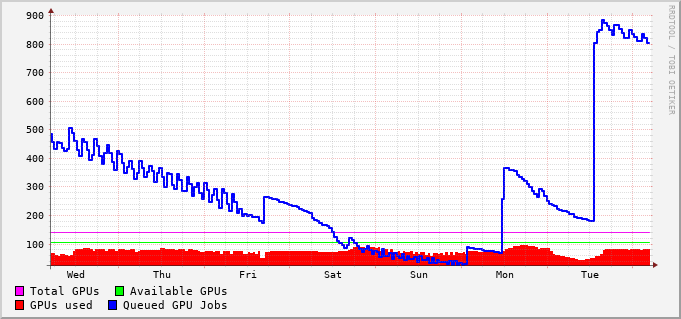 900
800
700
600
500
400
300
200
100
Wed Thu Fri Sat Sun Mon Tue
Total GPUs Available GPUs
GPUs used Queued GPU Jobs
RRDTOOL / TOBI OETIKER